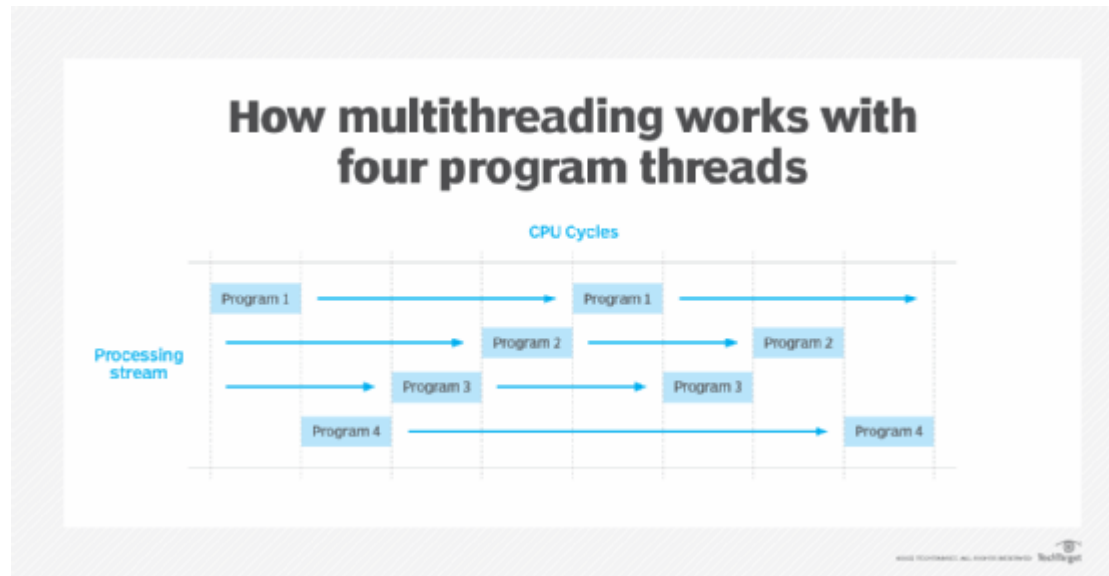 How multithreading works with
four program threads
CPU Cycles
Program 1 Program 1
Program 2 Program 2
Processing
stream
Program 3 Program 3
Program 4 Program 4
TechTarget